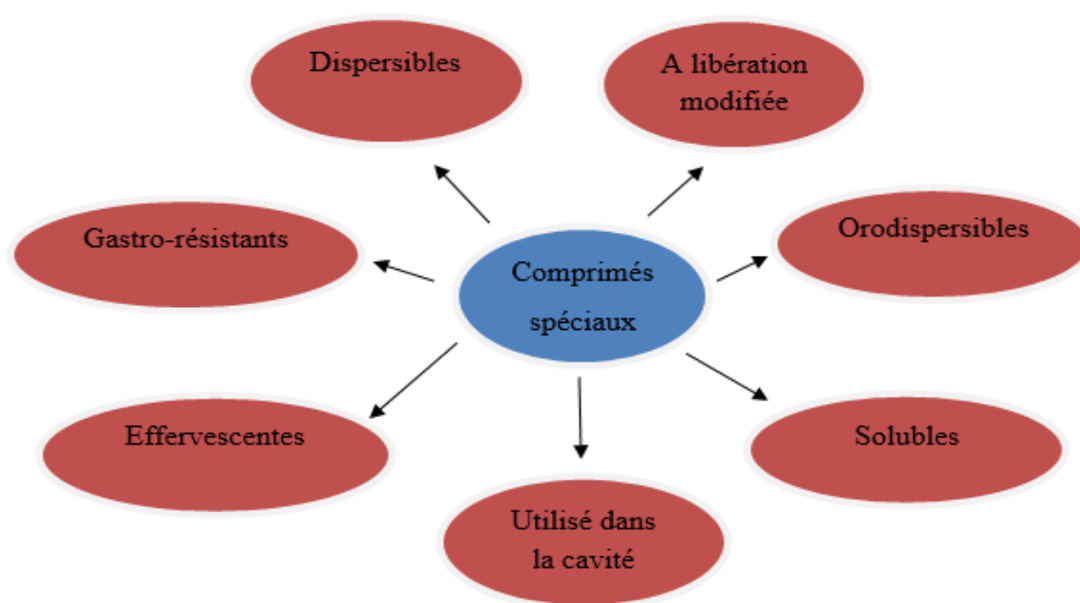 Dispersibles
A libération
modifiée
Gastro-résistants
Orodispersibles
Comprimés
spéciaux
Effervescentes
Solubles
Utilisé dans
la cavité